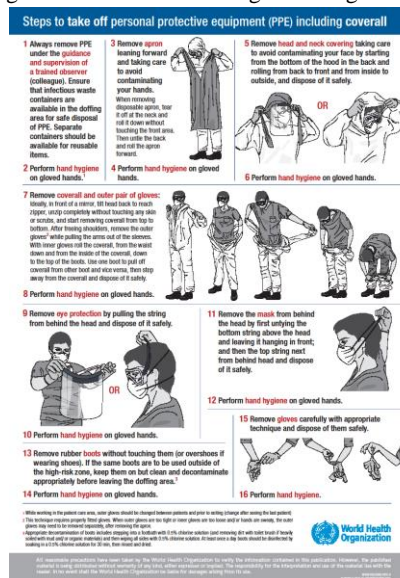 Steps to take off personal protective equipment (PPE) including coverall
1 Always remove PPE
under the guidance
and supervision of
a trained observer
(colleague). Ensure
that infectious waste
containers are
available in the doffing
area for safe disposal
of PPE. Separate
containers should be
available for reusable
items.
2 Perform hand hygiene
on gloved hands.¹
3 Remove apron
leaning forward
and taking care
to avoid
contaminating
your hands.
When removing
disposable apron, tear
it off at the neck and
roll it down without
touching the front area.
Then untie the back
and roll the apron
forward.
4 Perform hand hygiene on gloved
hands.
5 Remove head and neck covering taking care
to avoid contaminating your face by starting
from the bottom of the hood in the back and
rolling from back to front and from inside to
outside, and dispose of it safely.
OR
6 Perform hand hygiene on gloved hands.
7 Remove coverall and outer pair of gloves:
Ideally, in front of a mirror, tilt head back to reach
zipper, unzip completely without touching any skin
or scrubs, and start removing coverall from top to
bottom. After freeing shoulders, remove the outer
gloves² while pulling the arms out of the sleeves.
With inner gloves roll the coverall, from the waist
down and from the inside of the coverall, down
to the top of the boots. Use one boot to pull off
coverall from other boot and vice versa, then step
away from the coverall and dispose of it safely.
8 Perform hand hygiene on gloved hands.
9 Remove eye protection by pulling the string
from behind the head and dispose of it safely.
OR
10 Perform hand hygiene on gloved hands.
11 Remove the mask from behind
the head by first untying the
bottom string above the head
and leaving it hanging in front;
and then the top string next
from behind head and dispose
of it safely.
12 Perform hand hygiene on gloved hands.
13 Remove rubber boots without touching them (or overshoes if
wearing shoes). If the same boots are to be used outside of
the high-risk zone, keep them on but clean and decontaminate
appropriately before leaving the doffing area.³
14 Perform hand hygiene on gloved hands.
15 Remove gloves carefully with appropriate
technique and dispose of them safely.
16 Perform hand hygiene.
World Health
Organization